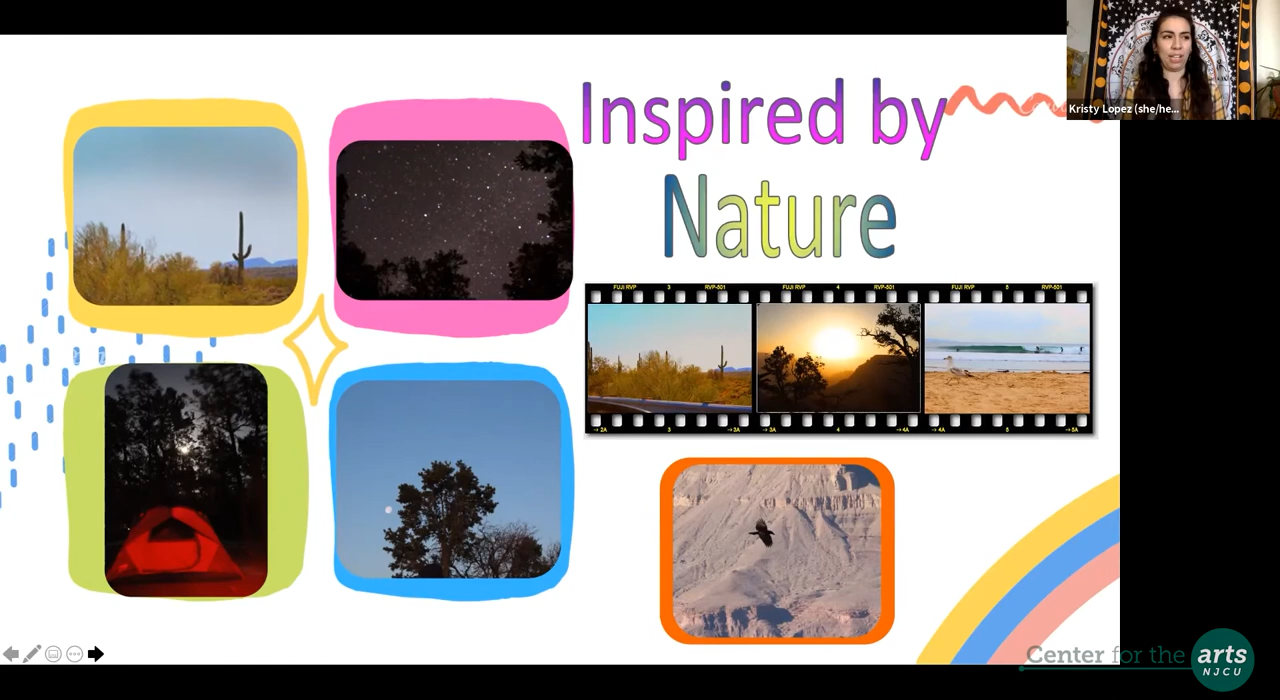 Inspired by
Nature
Kristy Lopez (she/he...
FUJI RVP 3 RVP-501 FUJI RVP 4 RVP-501 FUJI RVP 5 RVP-501
→ 2A 3 → 3A → 3A 4 → 4A → 4A 5 → 5A
Center for the arts
NJCU